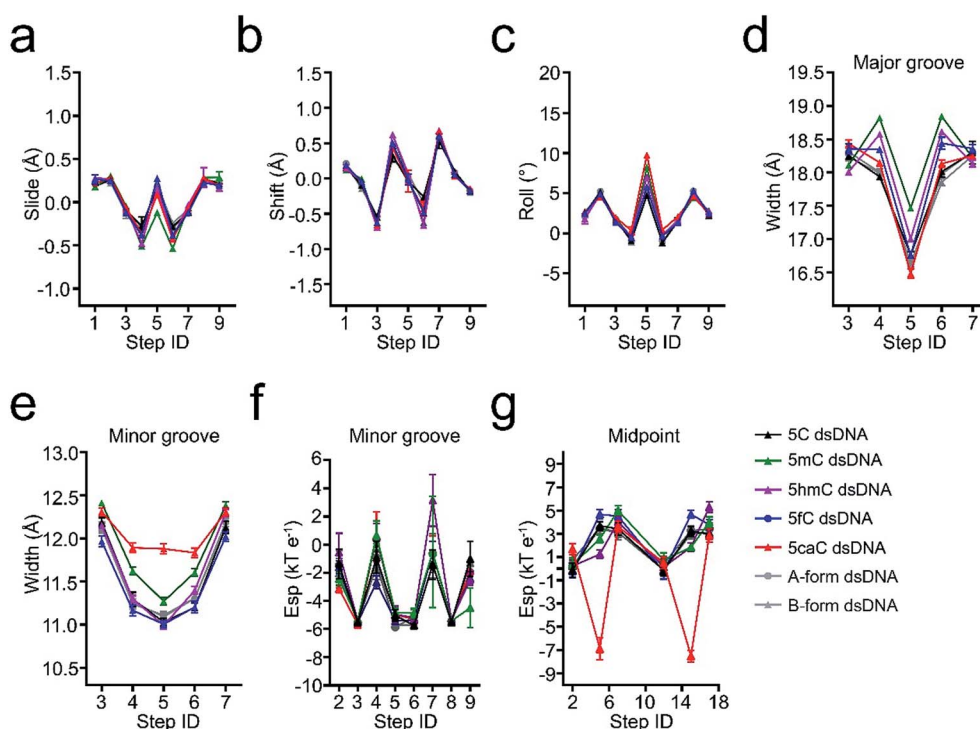 a
Slide (Å)
1.5
1.0
0.5
0.0
-0.5
-1.0
1 3 5 7 9
Step ID
b
Shift (Å)
1.5
1.0
0.5
0.0
-0.5
-1.0
-1.5
1 3 5 7 9
Step ID
c
Roll (°)
20
15
10
5
0
-5
1 3 5 7 9
Step ID
d
Major groove
Width (Å)
19.5
19.0
18.5
18.0
17.5
17.0
16.5
3 4 5 6 7
Step ID
e
Minor groove
Width (Å)
13.0
12.5
12.0
11.5
11.0
10.5
3 4 5 6 7
Step ID
f
Minor groove
Esp (kT e⁻¹)
6
4
2
0
-2
-4
-6
-8
-10
2 3 4 5 6 7 8 9
Step ID
g
Midpoint
Esp (kT e⁻¹)
9
7
5
3
1
-1
-3
-5
-7
-9
2 6 10 14 18
Step ID
5C dsDNA
5mC dsDNA
5hmC dsDNA
5fC dsDNA
5caC dsDNA
A-form dsDNA
B-form dsDNA